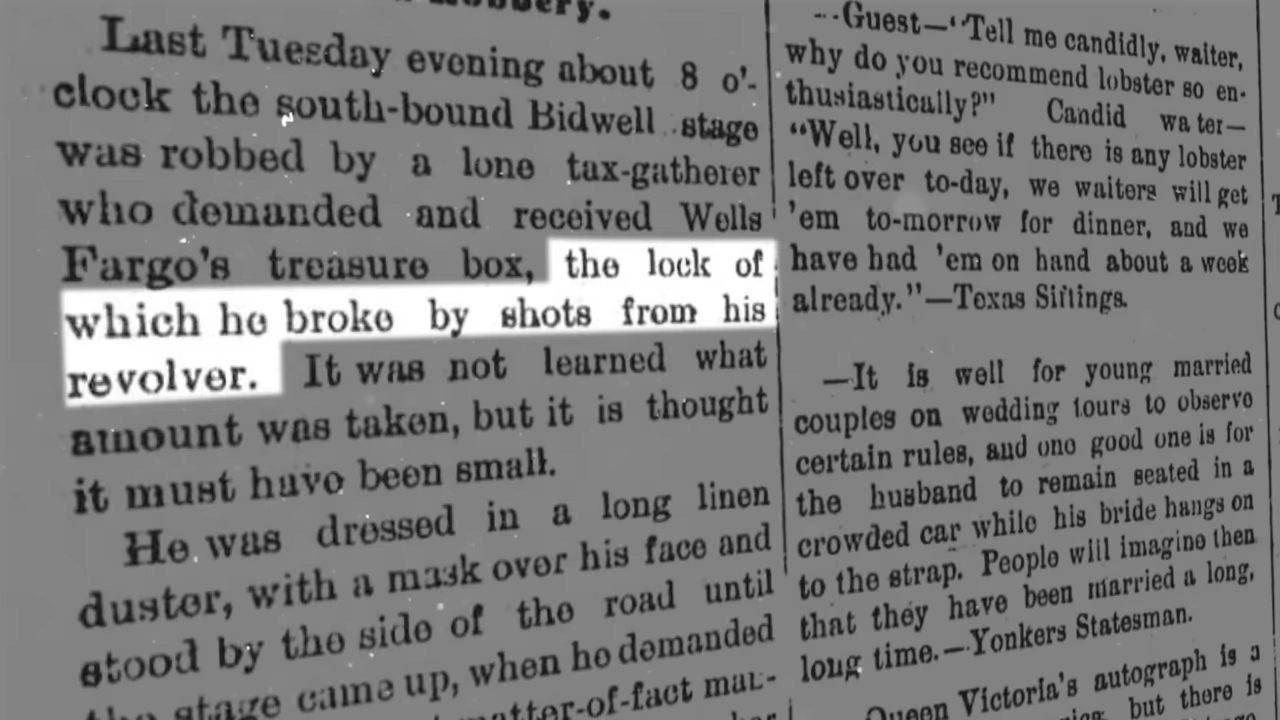 Last Tuesday evening about 8 o'-
clock the south-bound Bidwell stage
was robbed by a lone tax-gatherer
who demanded and received Wells
Fargo's treasure box, the lock of
which he broke by shots from his
revolver. It was not learned what
amount was taken, but it is thought
it must have been small.
He was dressed in a long linen
duster, with a mask over his face and
stood by the side of the road until
the stage came up, when he demanded
matter-of-fact man-
--Guest—"Tell me candidly, waiter,
why do you recommend lobster so en-
thusiastically?" Candid wa ter—
"Well, you see if there is any lobster
left over to-day, we waiters will get
'em to-morrow for dinner, and we
have had 'em on hand about a week
already."—Texas Siftings.
—It is well for young married
couples on wedding tours to observe
certain rules, and one good one is for
the husband to remain seated in a
crowded car while his bride hangs on
to the strap. People will imagine then
that they have been married a long,
long time.—Yonkers Statesman.
Queen Victoria's autograph is a
but there is